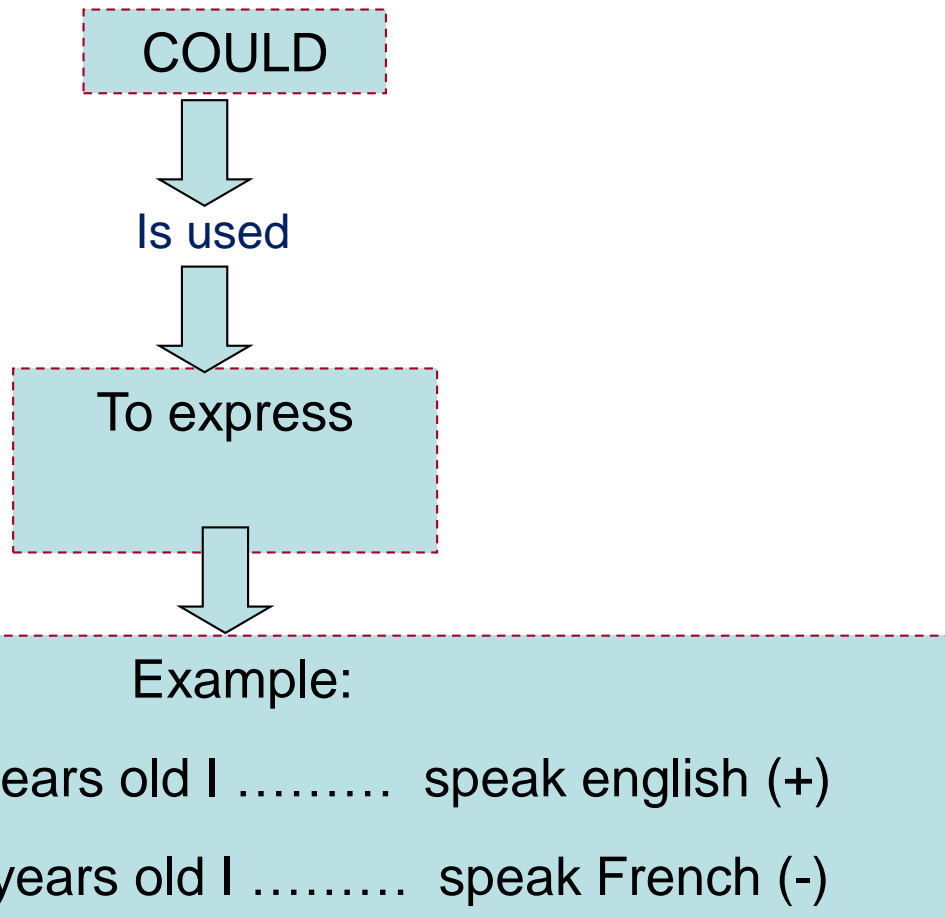 COULD
Is used
To express
Example:
ears old I ……… speak english (+)
years old I ……… speak French (-)